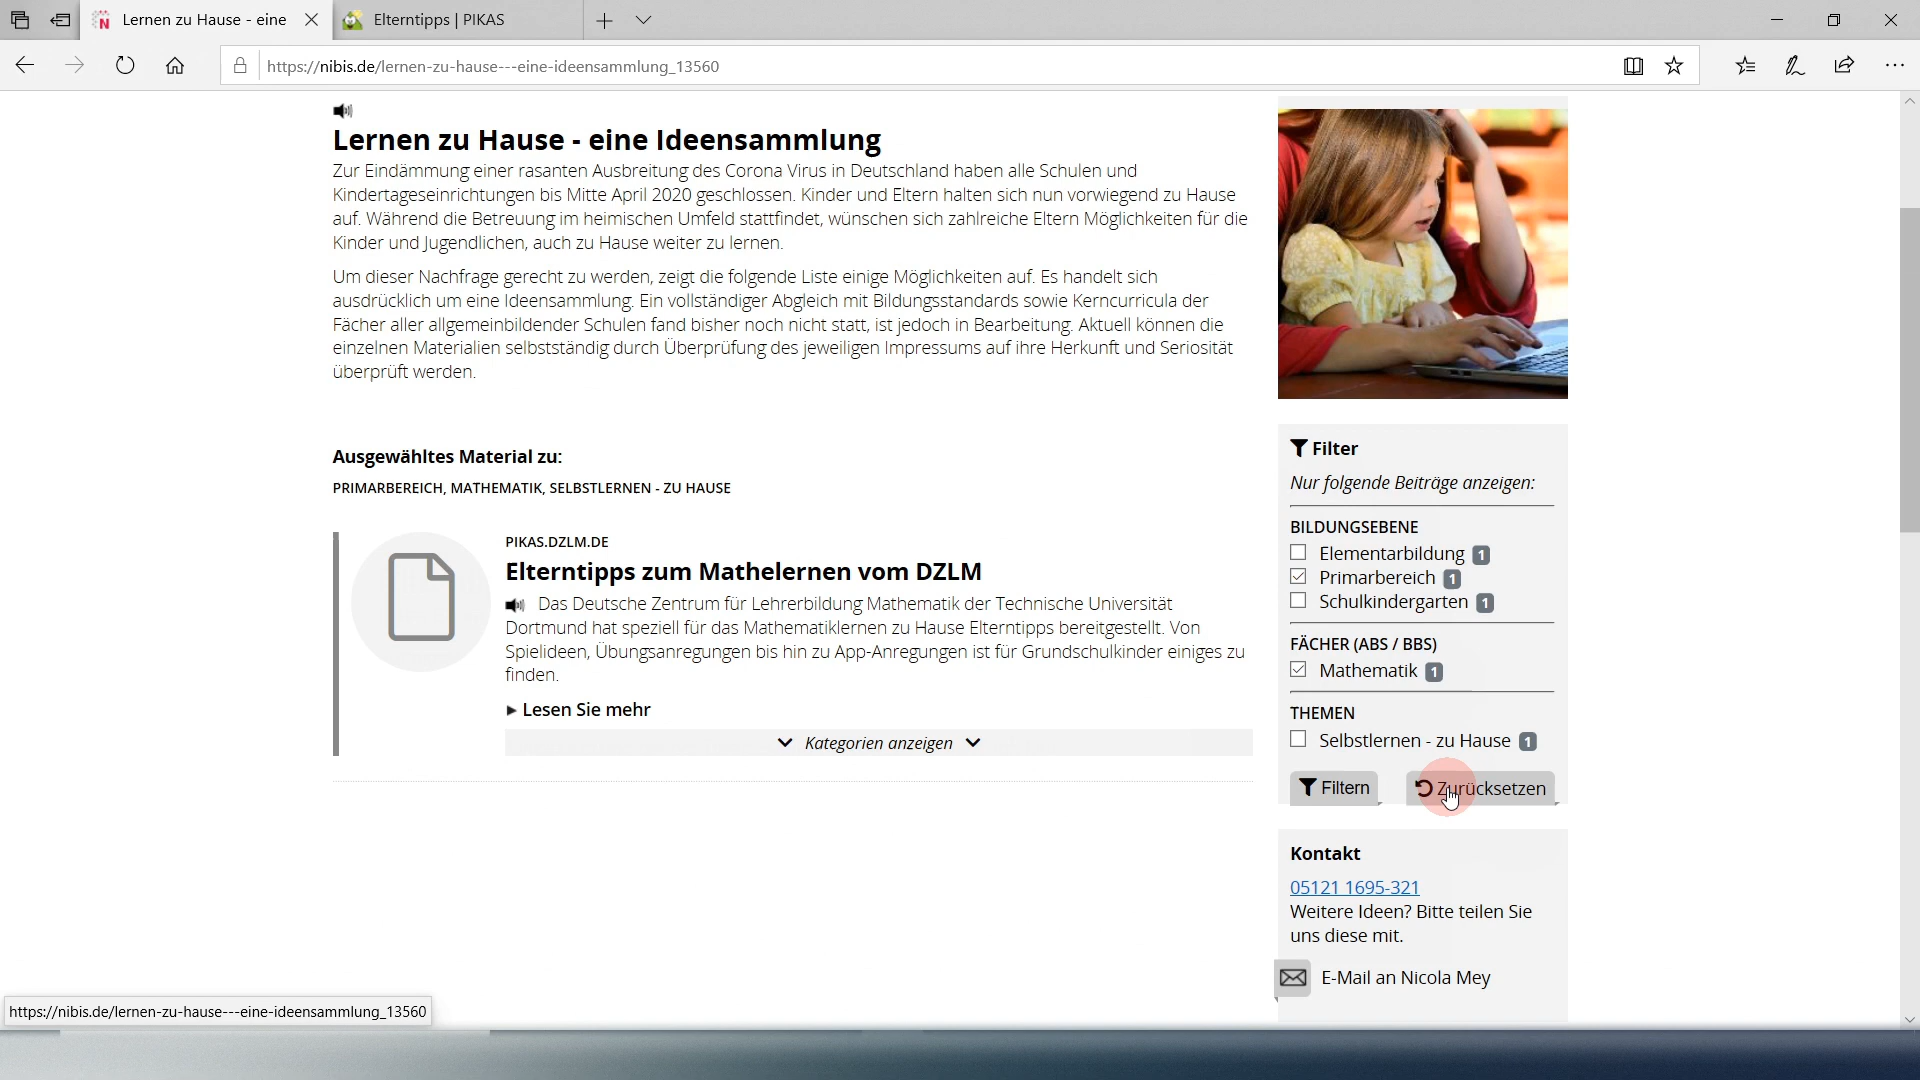 Lernen zu Hause - eine
Elterntipps | PIKAS
https://nibis.de/lernen-zu-hause---eine-ideensammlung_13560
Lernen zu Hause - eine Ideensammlung
Zur Eindämmung einer rasanten Ausbreitung des Corona Virus in Deutschland haben alle Schulen und
Kindertageseinrichtungen bis Mitte April 2020 geschlossen. Kinder und Eltern halten sich nun vorwiegend zu Hause
auf. Während die Betreuung im heimischen Umfeld stattfindet, wünschen sich zahlreiche Eltern Möglichkeiten für die
Kinder und Jugendlichen, auch zu Hause weiter zu lernen.
Um dieser Nachfrage gerecht zu werden, zeigt die folgende Liste einige Möglichkeiten auf. Es handelt sich
ausdrücklich um eine Ideensammlung. Ein vollständiger Abgleich mit Bildungsstandards sowie Kerncurricula der
Fächer aller allgemeinbildender Schulen fand bisher noch nicht statt, ist jedoch in Bearbeitung. Aktuell können die
einzelnen Materialien selbstständig durch Überprüfung des jeweiligen Impressums auf ihre Herkunft und Seriosität
überprüft werden.
Ausgewähltes Material zu:
PRIMARBEREICH, MATHEMATIK, SELBSTLERNEN - ZU HAUSE
PIKAS.DZLM.DE
Elterntipps zum Mathelernen vom DZLM
Das Deutsche Zentrum für Lehrerbildung Mathematik der Technische Universität
Dortmund hat speziell für das Mathematiklernen zu Hause Elterntipps bereitgestellt. Von
Spielideen, Übungsanregungen bis hin zu App-Anregungen ist für Grundschulkinder einiges zu
finden.
Lesen Sie mehr
Kategorien anzeigen
Filter
Nur folgende Beiträge anzeigen:
BILDUNGSEBENE
Elementarbildung 1
Primarbereich 1
Schulkindergarten 1
FÄCHER (ABS / BBS)
Mathematik 1
THEMEN
Selbstlernen - zu Hause 1
Filtern Zurücksetzen
Kontakt
05121 1695-321
Weitere Ideen? Bitte teilen Sie
uns diese mit.
E-Mail an Nicola Mey
https://nibis.de/lernen-zu-hause---eine-ideensammlung_13560